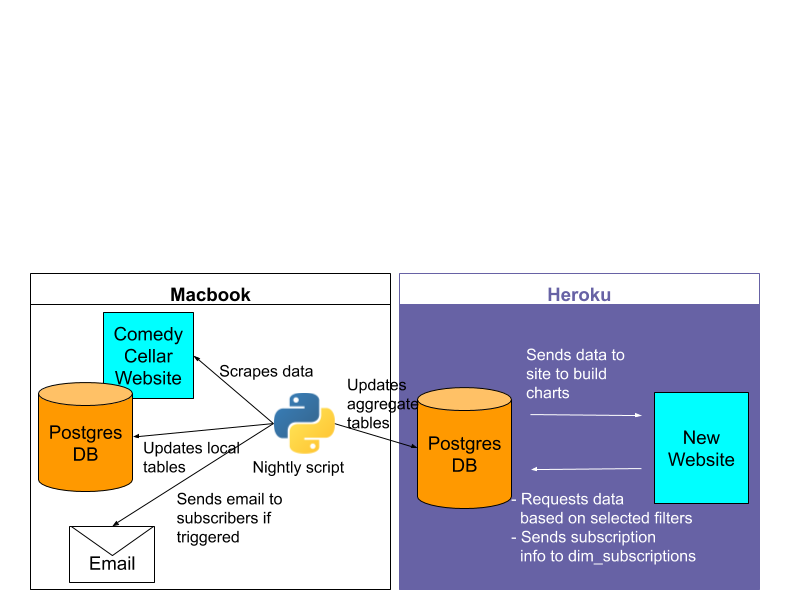 Macbook
Heroku
Comedy
Cellar
Website
Scrapes data
Postgres
DB
Updates local
tables
Nightly script
Sends email to
subscribers if
triggered
Email
Updates
aggregate
tables
Postgres
DB
Sends data to
site to build
charts
New
Website
- Requests data
based on selected filters
- Sends subscription
info to dim_subscriptions